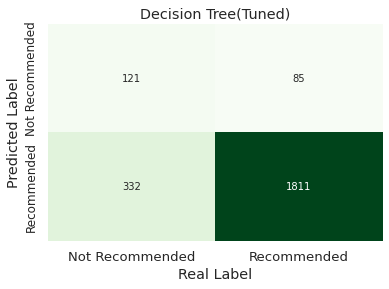 Decision Tree(Tuned)
Predicted Label
Not Recommended
121 85
Recommended
332 1811
Not Recommended Recommended
Real Label